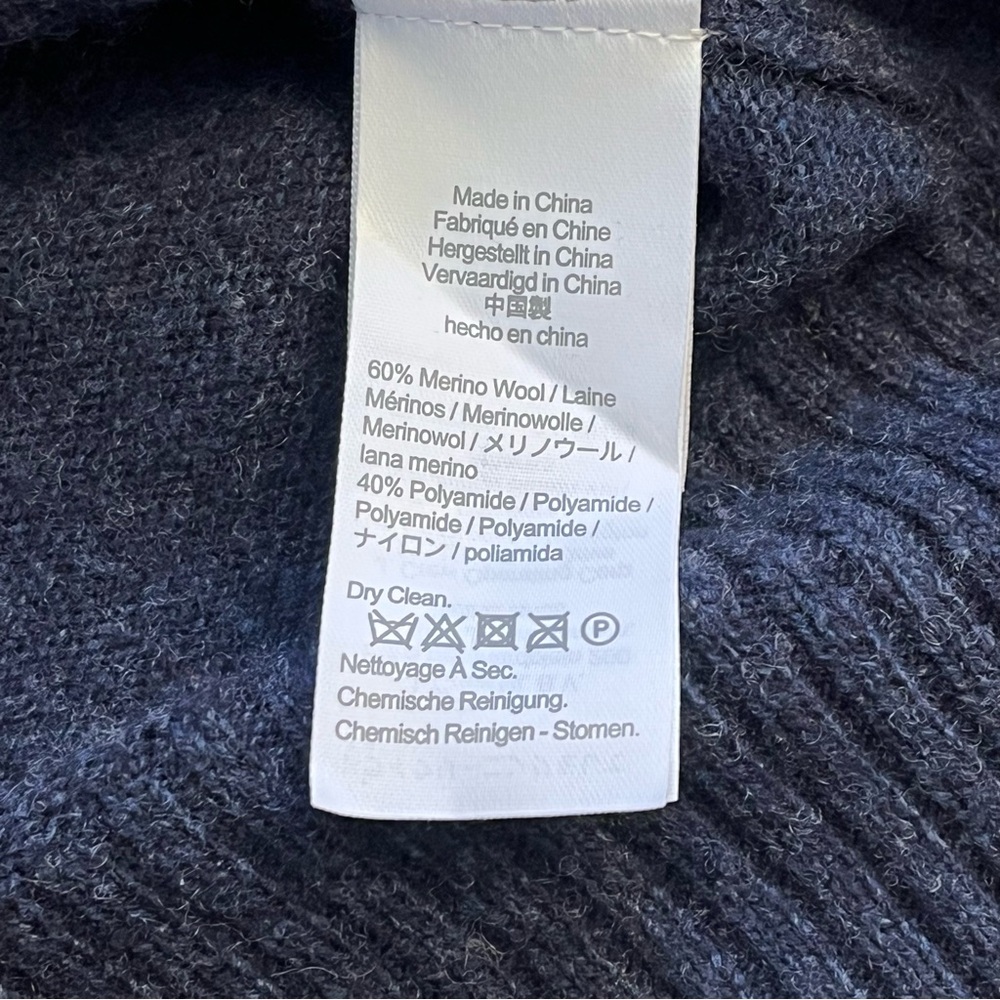 Made in China
Fabriqué en Chine
Hergestellt in China
Vervaardigd in China
中国製
hecho en china
60% Merino Wool / Laine
Mérinos / Merinowolle /
Merinowol / メリノウール /
lana merino
40% Polyamide / Polyamide /
Polyamide / Polyamide /
ナイロン / poliamida
Dry Clean.
P
Nettoyage À Sec.
Chemische Reinigung.
Chemisch Reinigen - Stomen.